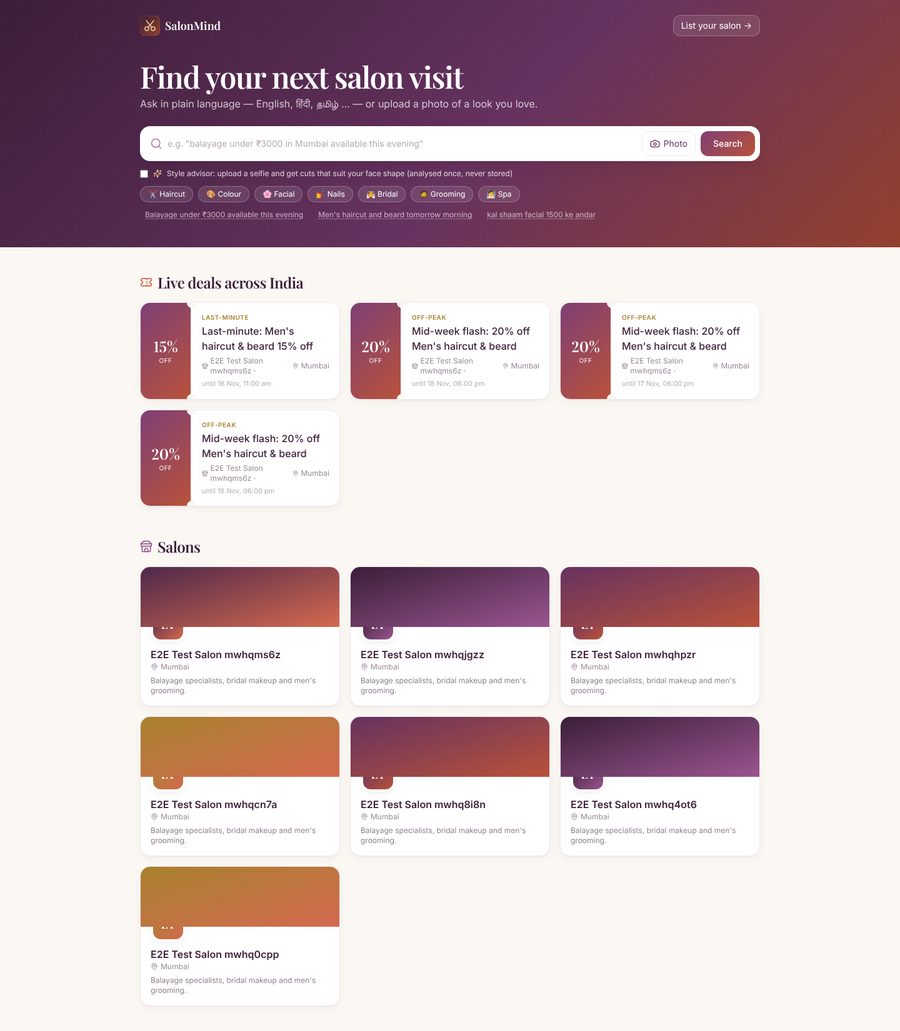 SalonMind
List your salon →
Find your next salon visit
Ask in plain language — English, हिंदी, தமிழ் ... — or upload a photo of a look you love.
e.g. "balayage under ₹3000 in Mumbai available this evening"
Photo
Search
Style advisor: upload a selfie and get cuts that suit your face shape (analysed once, never stored)
Haircut
Colour
Facial
Nails
Bridal
Grooming
Spa
Balayage under ₹3000 available this evening
Men's haircut and beard tomorrow morning
kal shaam facial 1500 ke andar
Live deals across India
15%
OFF
LAST-MINUTE
Last-minute: Men's
haircut & beard 15% off
E2E Test Salon
mwhqms6z ·
Mumbai
until 16 Nov, 11:00 am
20%
OFF
OFF-PEAK
Mid-week flash: 20% off
Men's haircut & beard
E2E Test Salon
mwhqms6z ·
Mumbai
until 18 Nov, 06:00 pm
20%
OFF
OFF-PEAK
Mid-week flash: 20% off
Men's haircut & beard
E2E Test Salon
mwhqms6z ·
Mumbai
until 17 Nov, 06:00 pm
20%
OFF
OFF-PEAK
Mid-week flash: 20% off
Men's haircut & beard
E2E Test Salon
mwhqms6z ·
Mumbai
until 16 Nov, 06:00 pm
Salons
E2E Test Salon mwhqms6z
Mumbai
Balayage specialists, bridal makeup and men's
grooming.
E2E Test Salon mwhqjgzz
Mumbai
Balayage specialists, bridal makeup and men's
grooming.
E2E Test Salon mwhqhpzr
Mumbai
Balayage specialists, bridal makeup and men's
grooming.
E2E Test Salon mwhqcn7a
Mumbai
Balayage specialists, bridal makeup and men's
grooming.
E2E Test Salon mwhq8i8n
Mumbai
Balayage specialists, bridal makeup and men's
grooming.
E2E Test Salon mwhq4ot6
Mumbai
Balayage specialists, bridal makeup and men's
grooming.
E2E Test Salon mwhq0cpp
Mumbai
Balayage specialists, bridal makeup and men's
grooming.